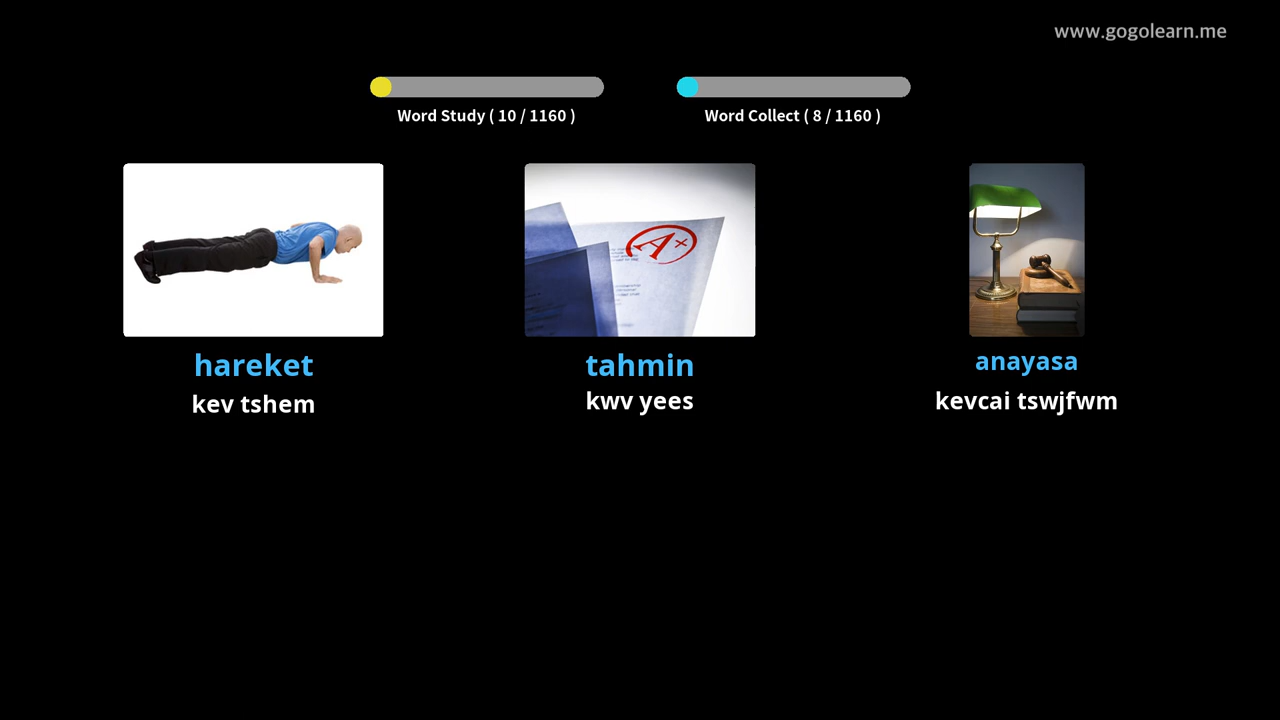 www.gogolearn.me
Word Study ( 10 / 1160 )
Word Collect ( 8 / 1160 )
A+
hareket
tahmin
anayasa
kev tshem
kwv yees
kevcai tswjfwm